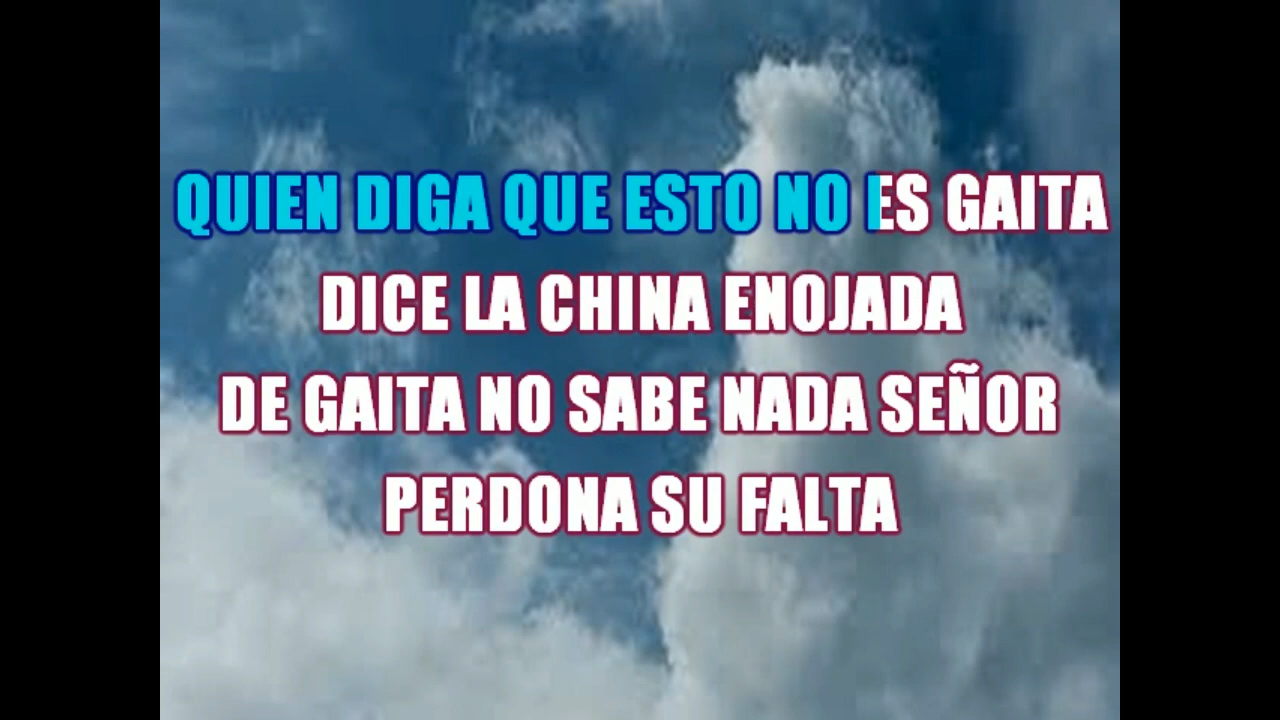 QUIEN DIGA QUE ESTO NO ES GAITA
DICE LA CHINA ENOJADA
DE GAITA NO SABE NADA SEÑOR
PERDONA SU FALTA